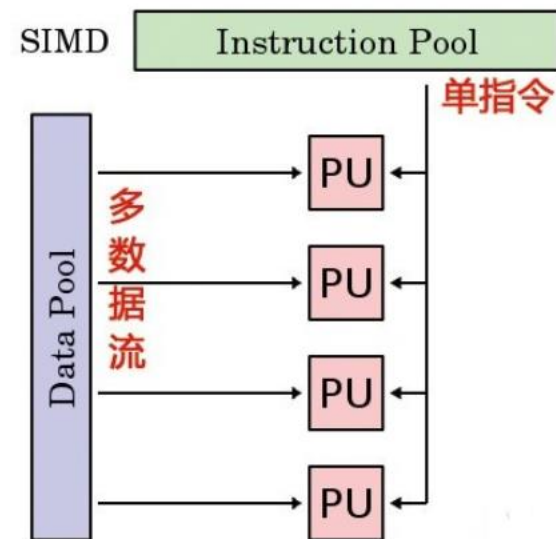 SIMD
Instruction Pool
单指令
PU
多
数
据
流
Data Pool
PU
PU
PU